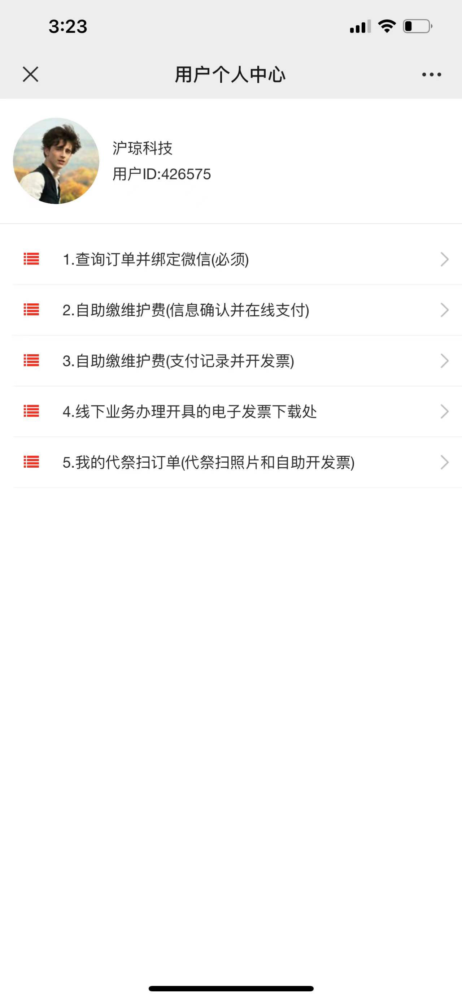 3:23
用户个人中心
沪琼科技
用户ID:426575
1.查询订单并绑定微信(必须)
2.自助缴维护费(信息确认并在线支付)
3.自助缴维护费(支付记录并开发票)
4.线下业务办理开具的电子发票下载处
5.我的代祭扫订单(代祭扫照片和自助开发票)